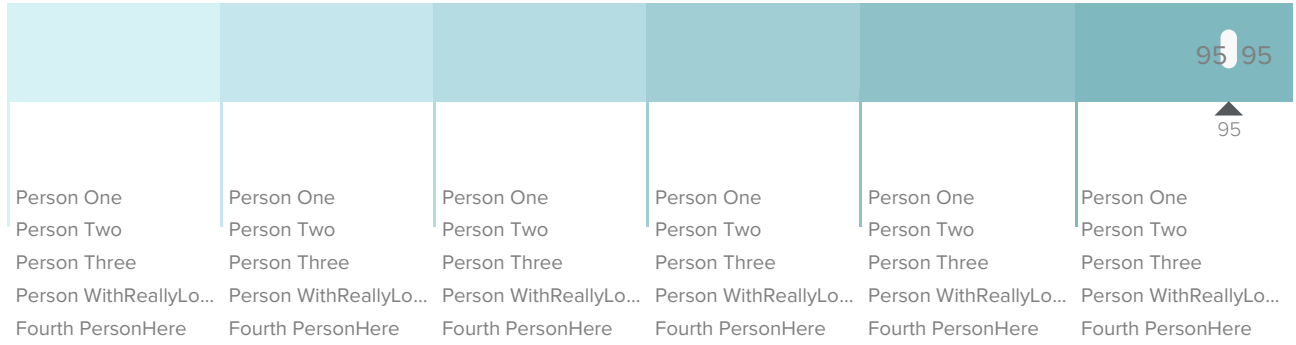 95 95
95
Person One Person One Person One Person One Person One Person One
Person Two Person Two Person Two Person Two Person Two Person Two
Person Three Person Three Person Three Person Three Person Three Person Three
Person WithReallyLo... Person WithReallyLo... Person WithReallyLo... Person WithReallyLo... Person WithReallyLo... Person WithReallyLo...
Fourth PersonHere Fourth PersonHere Fourth PersonHere Fourth PersonHere Fourth PersonHere Fourth PersonHere